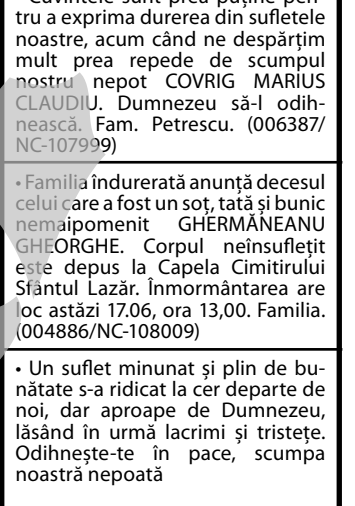 Cuvintele sunt prea puține pen-
tru a exprima durerea din sufletele
noastre, acum când ne despărțim
mult prea repede de scumpul
nostru nepot COVRIG MARIUS
CLAUDIU. Dumnezeu să-l odih-
nească. Fam. Petrescu. (006387/
NC-107999)
• Familia îndurerată anunță decesul
celui care a fost un soț, tată și bunic
nemaipomenit GHERMĂNEANU
GHEORGHE. Corpul neînsuflețit
este depus la Capela Cimitirului
Sfântul Lazăr. Înmormântarea are
loc astăzi 17.06, ora 13,00. Familia.
(004886/NC-108009)
• Un suflet minunat și plin de bu-
nătate s-a ridicat la cer departe de
noi, dar aproape de Dumnezeu,
lăsând în urmă lacrimi și tristețe.
Odihnește-te în pace, scumpa
noastră nepoată